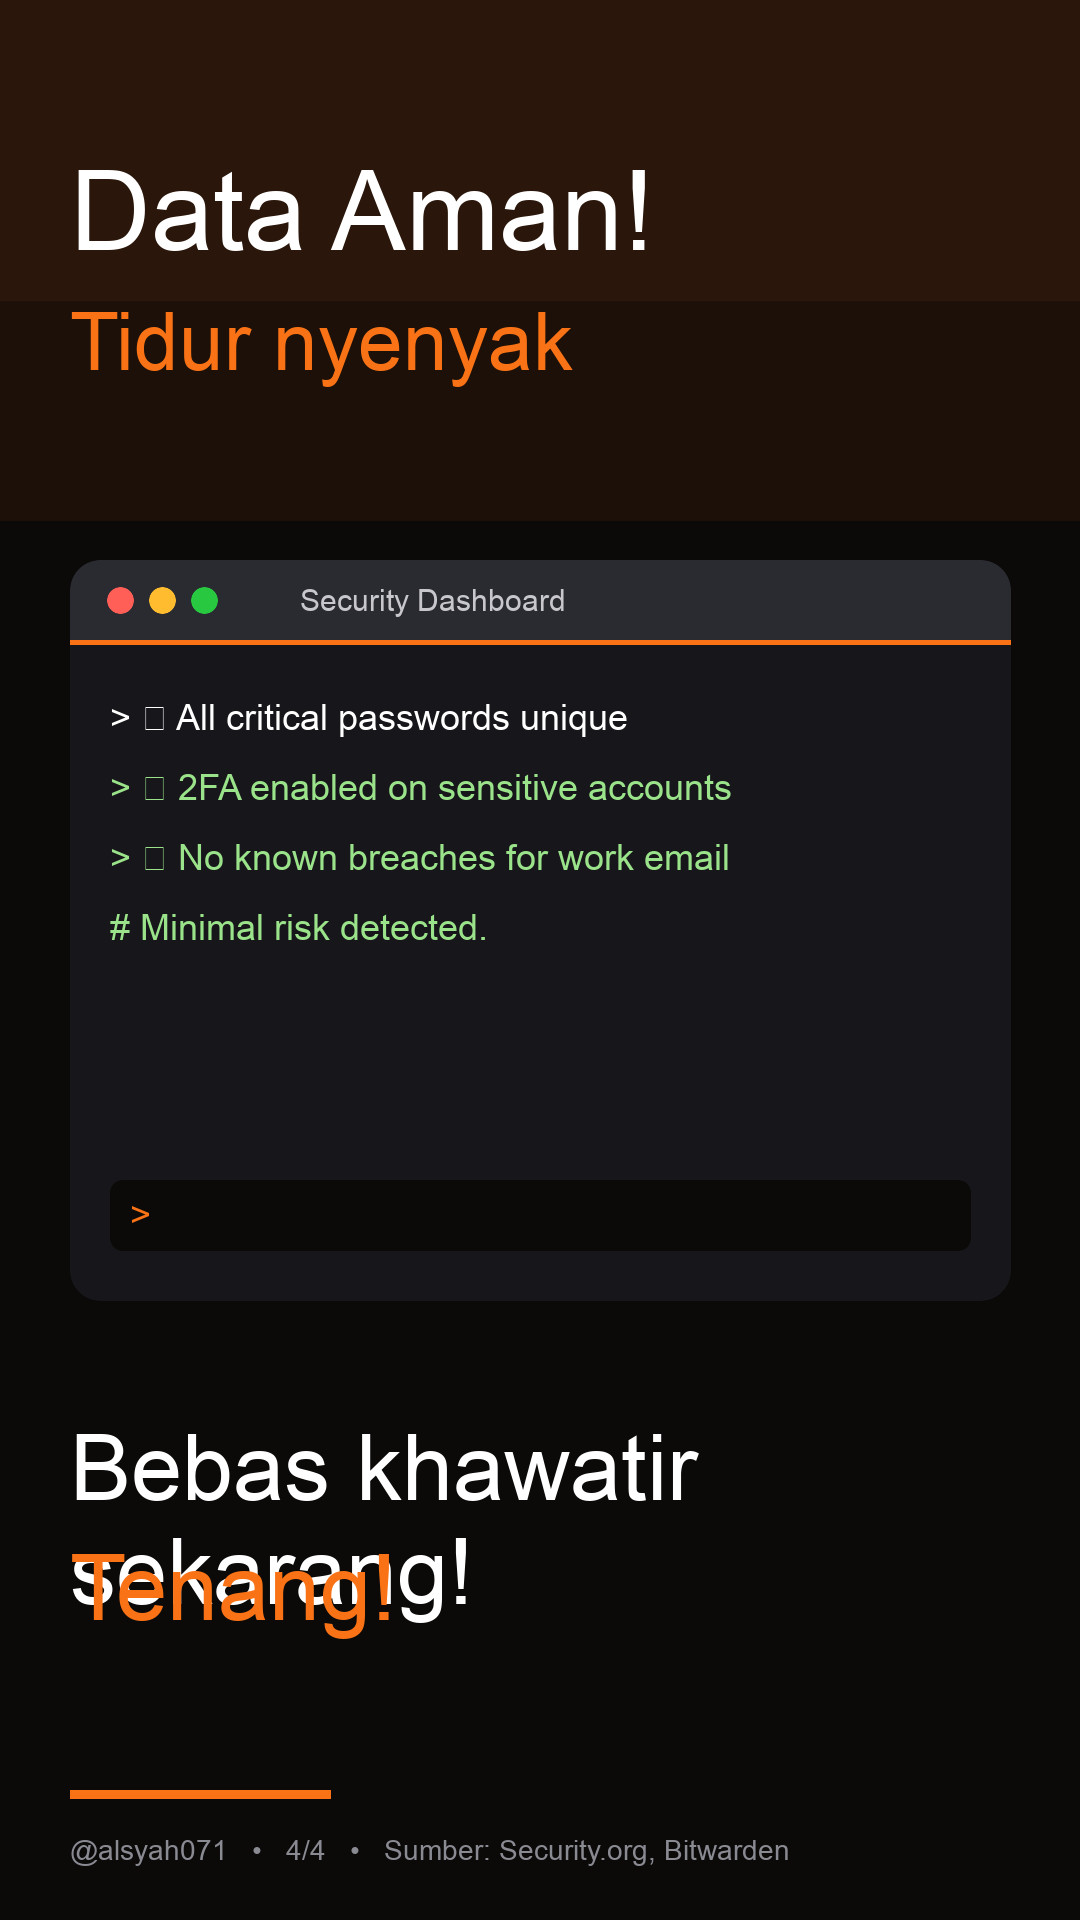 Data Aman!
Tidur nyenyak
Security Dashboard
> □ All critical passwords unique
> □ 2FA enabled on sensitive accounts
> □ No known breaches for work email
# Minimal risk detected.
>
Bebas khawatir
sekarang!
Tenang!
@alsyah071 • 4/4 • Sumber: Security.org, Bitwarden